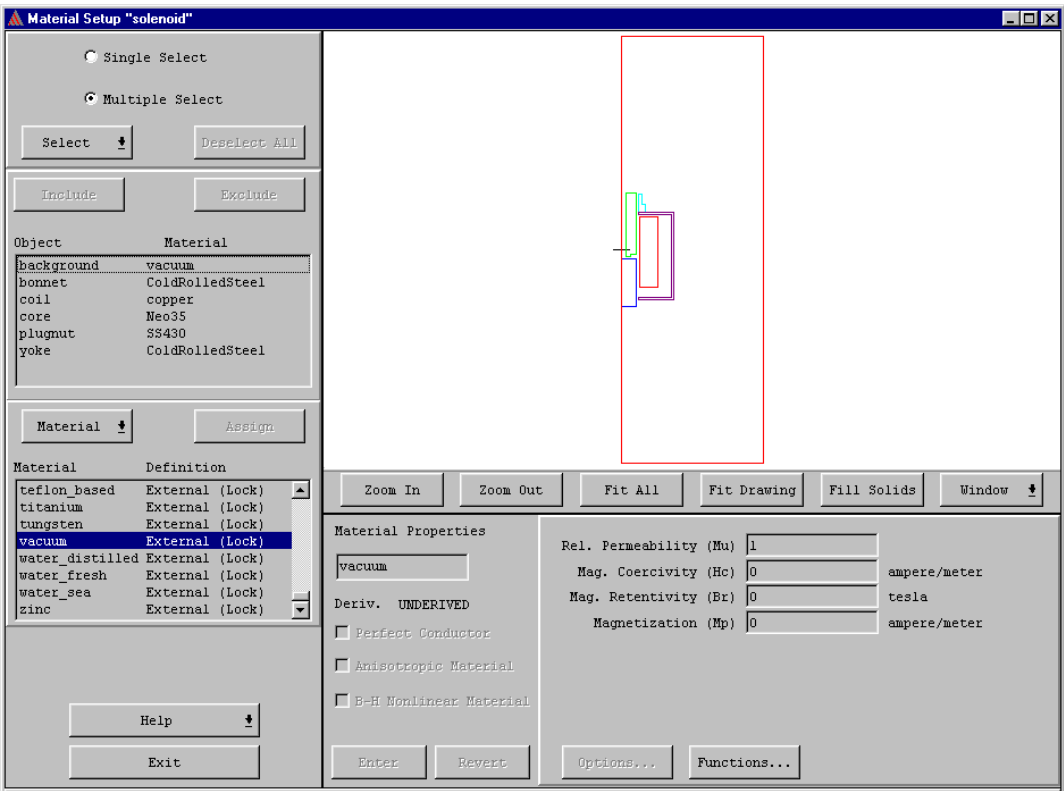 Material Setup "solenoid"
Single Select
Multiple Select
Select Deselect All
Include Exclude
Object Material
background vacuum
bonnet ColdRolledSteel
coil copper
core Neo35
plugnut SS430
yoke ColdRolledSteel
Material Assign
Material Definition
teflon_based External (Lock)
titanium External (Lock)
tungsten External (Lock)
vacuum External (Lock)
water_distilled External (Lock)
water_fresh External (Lock)
water_sea External (Lock)
zinc External (Lock)
Help
Exit
Zoom In Zoom Out Fit All Fit Drawing Fill Solids Window
Material Properties
vacuum
Deriv. UNDERIVED
Perfect Conductor
Anisotropic Material
B-H Nonlinear Material
Enter Revert
Rel. Permeability (Mu) 1
Mag. Coercivity (Hc) 0 ampere/meter
Mag. Retentivity (Br) 0 tesla
Magnetization (Mp) 0 ampere/meter
Options... Functions...